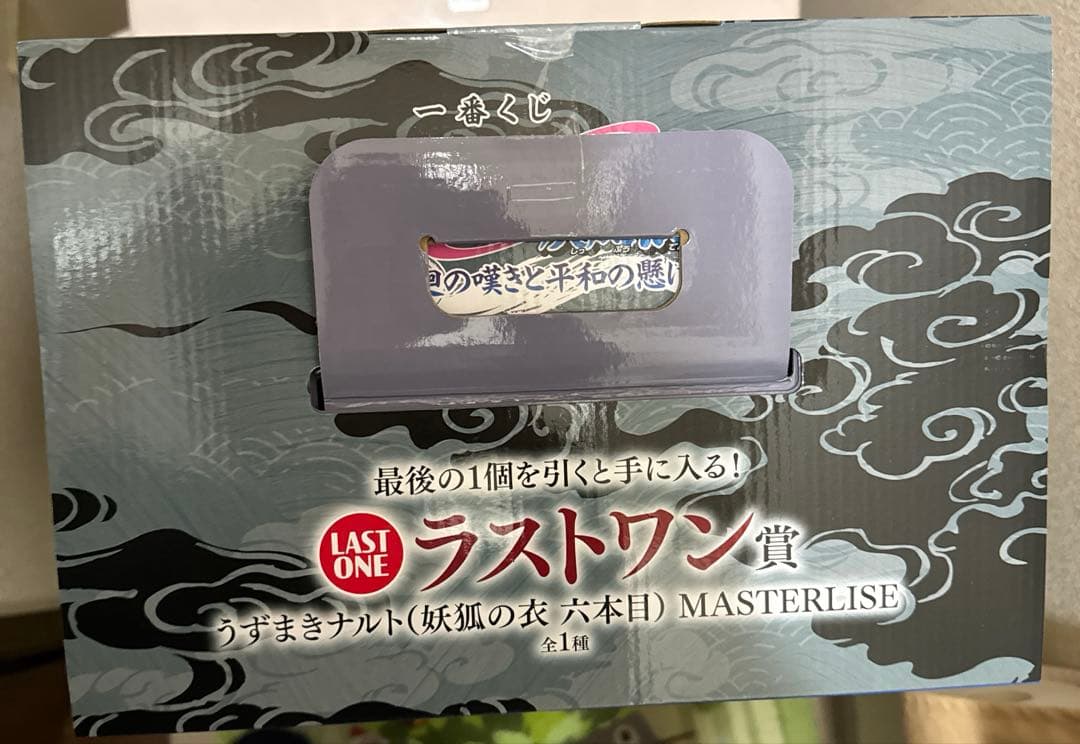 一番くじ
の嘆きと平和の懸
最後の1個を引くと手に入る!
LAST
ONE
ラストワン賞
うずまきナルト(妖狐の衣 六本目) MASTERLISE
全1種